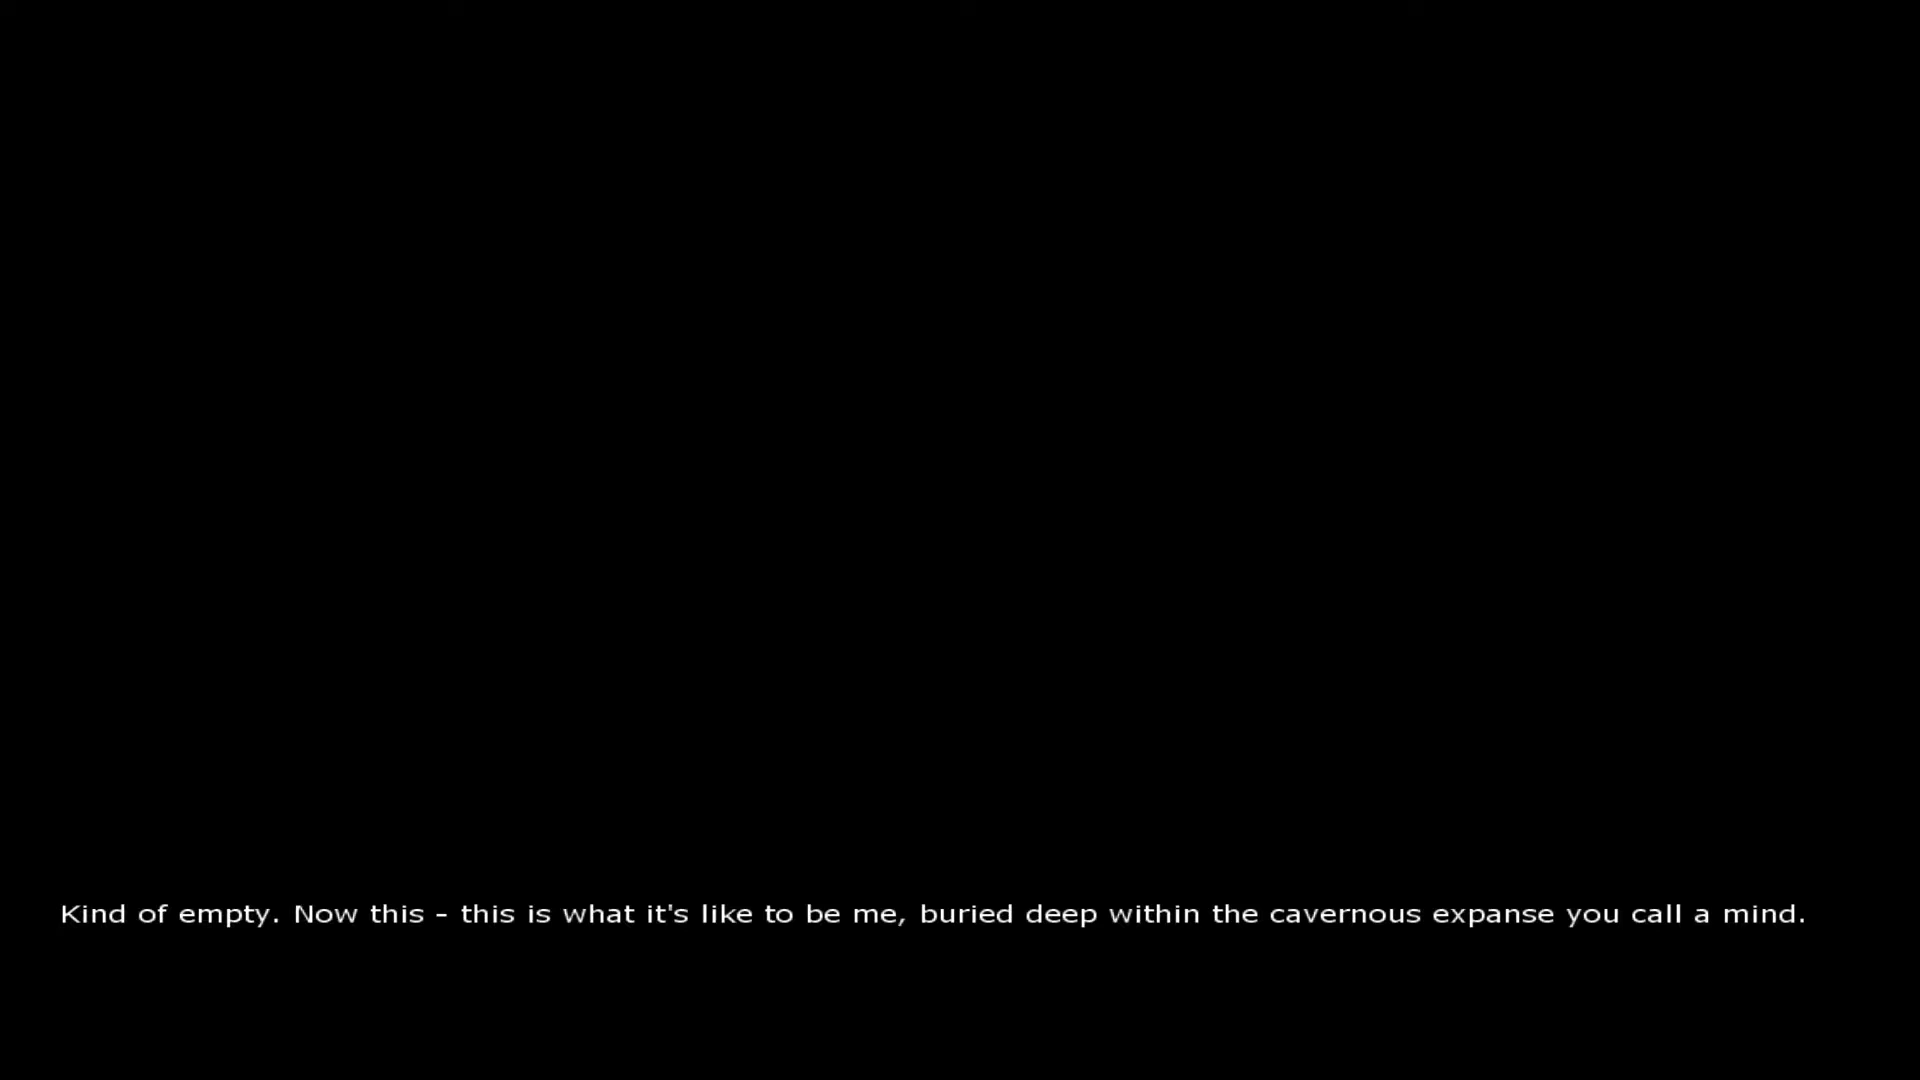 Kind of empty. Now this - this is what it's like to be me, buried deep within the cavernous expanse you call a mind.